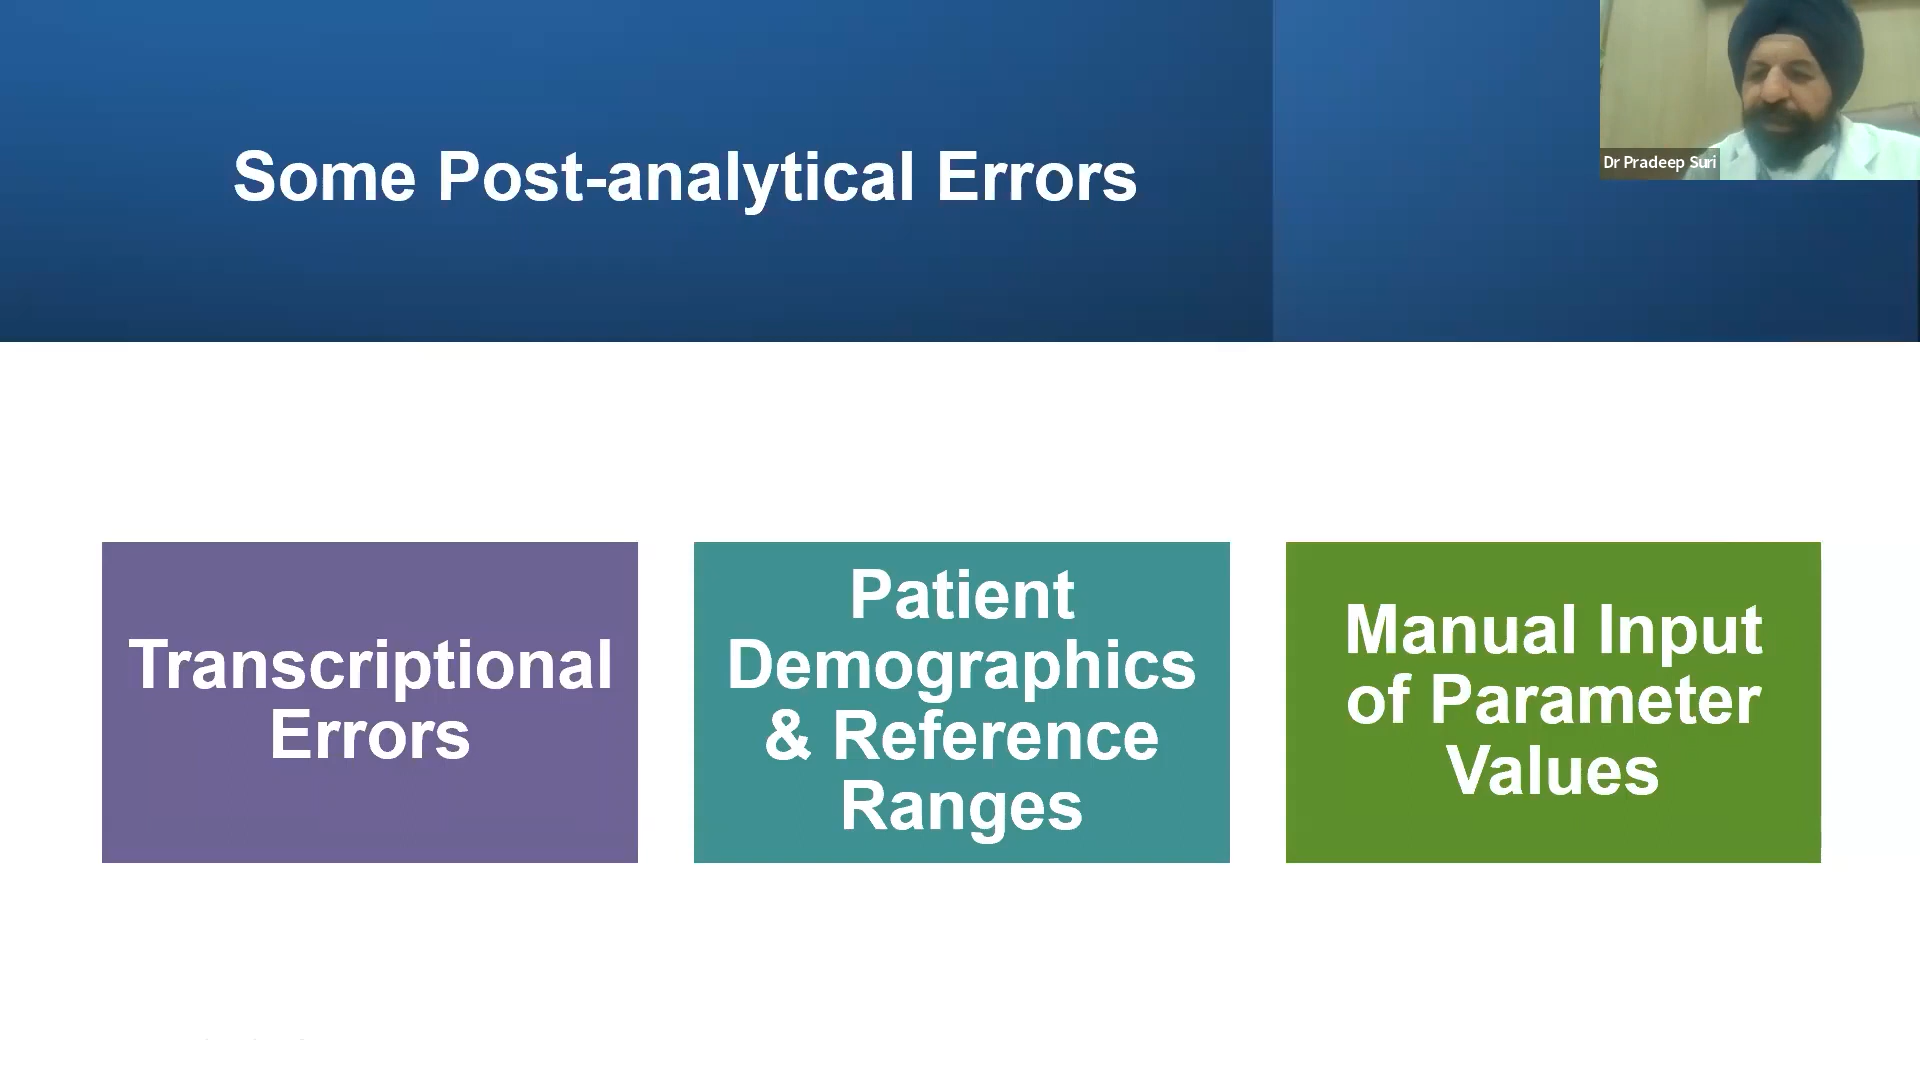 Some Post-analytical Errors
Dr Pradeep Suri
Transcriptional
Errors
Patient
Demographics
& Reference
Ranges
Manual Input
of Parameter
Values